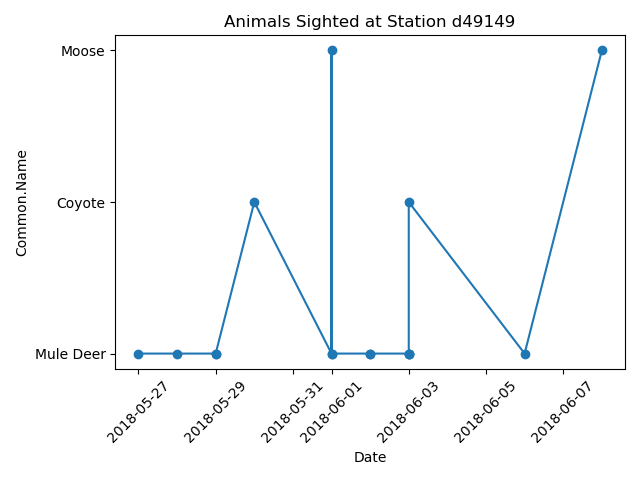 Animals Sighted at Station d49149
Moose
Coyote
Mule Deer
Common.Name
2018-05-27
2018-05-29
2018-05-31
2018-06-01
2018-06-03
2018-06-05
2018-06-07
Date